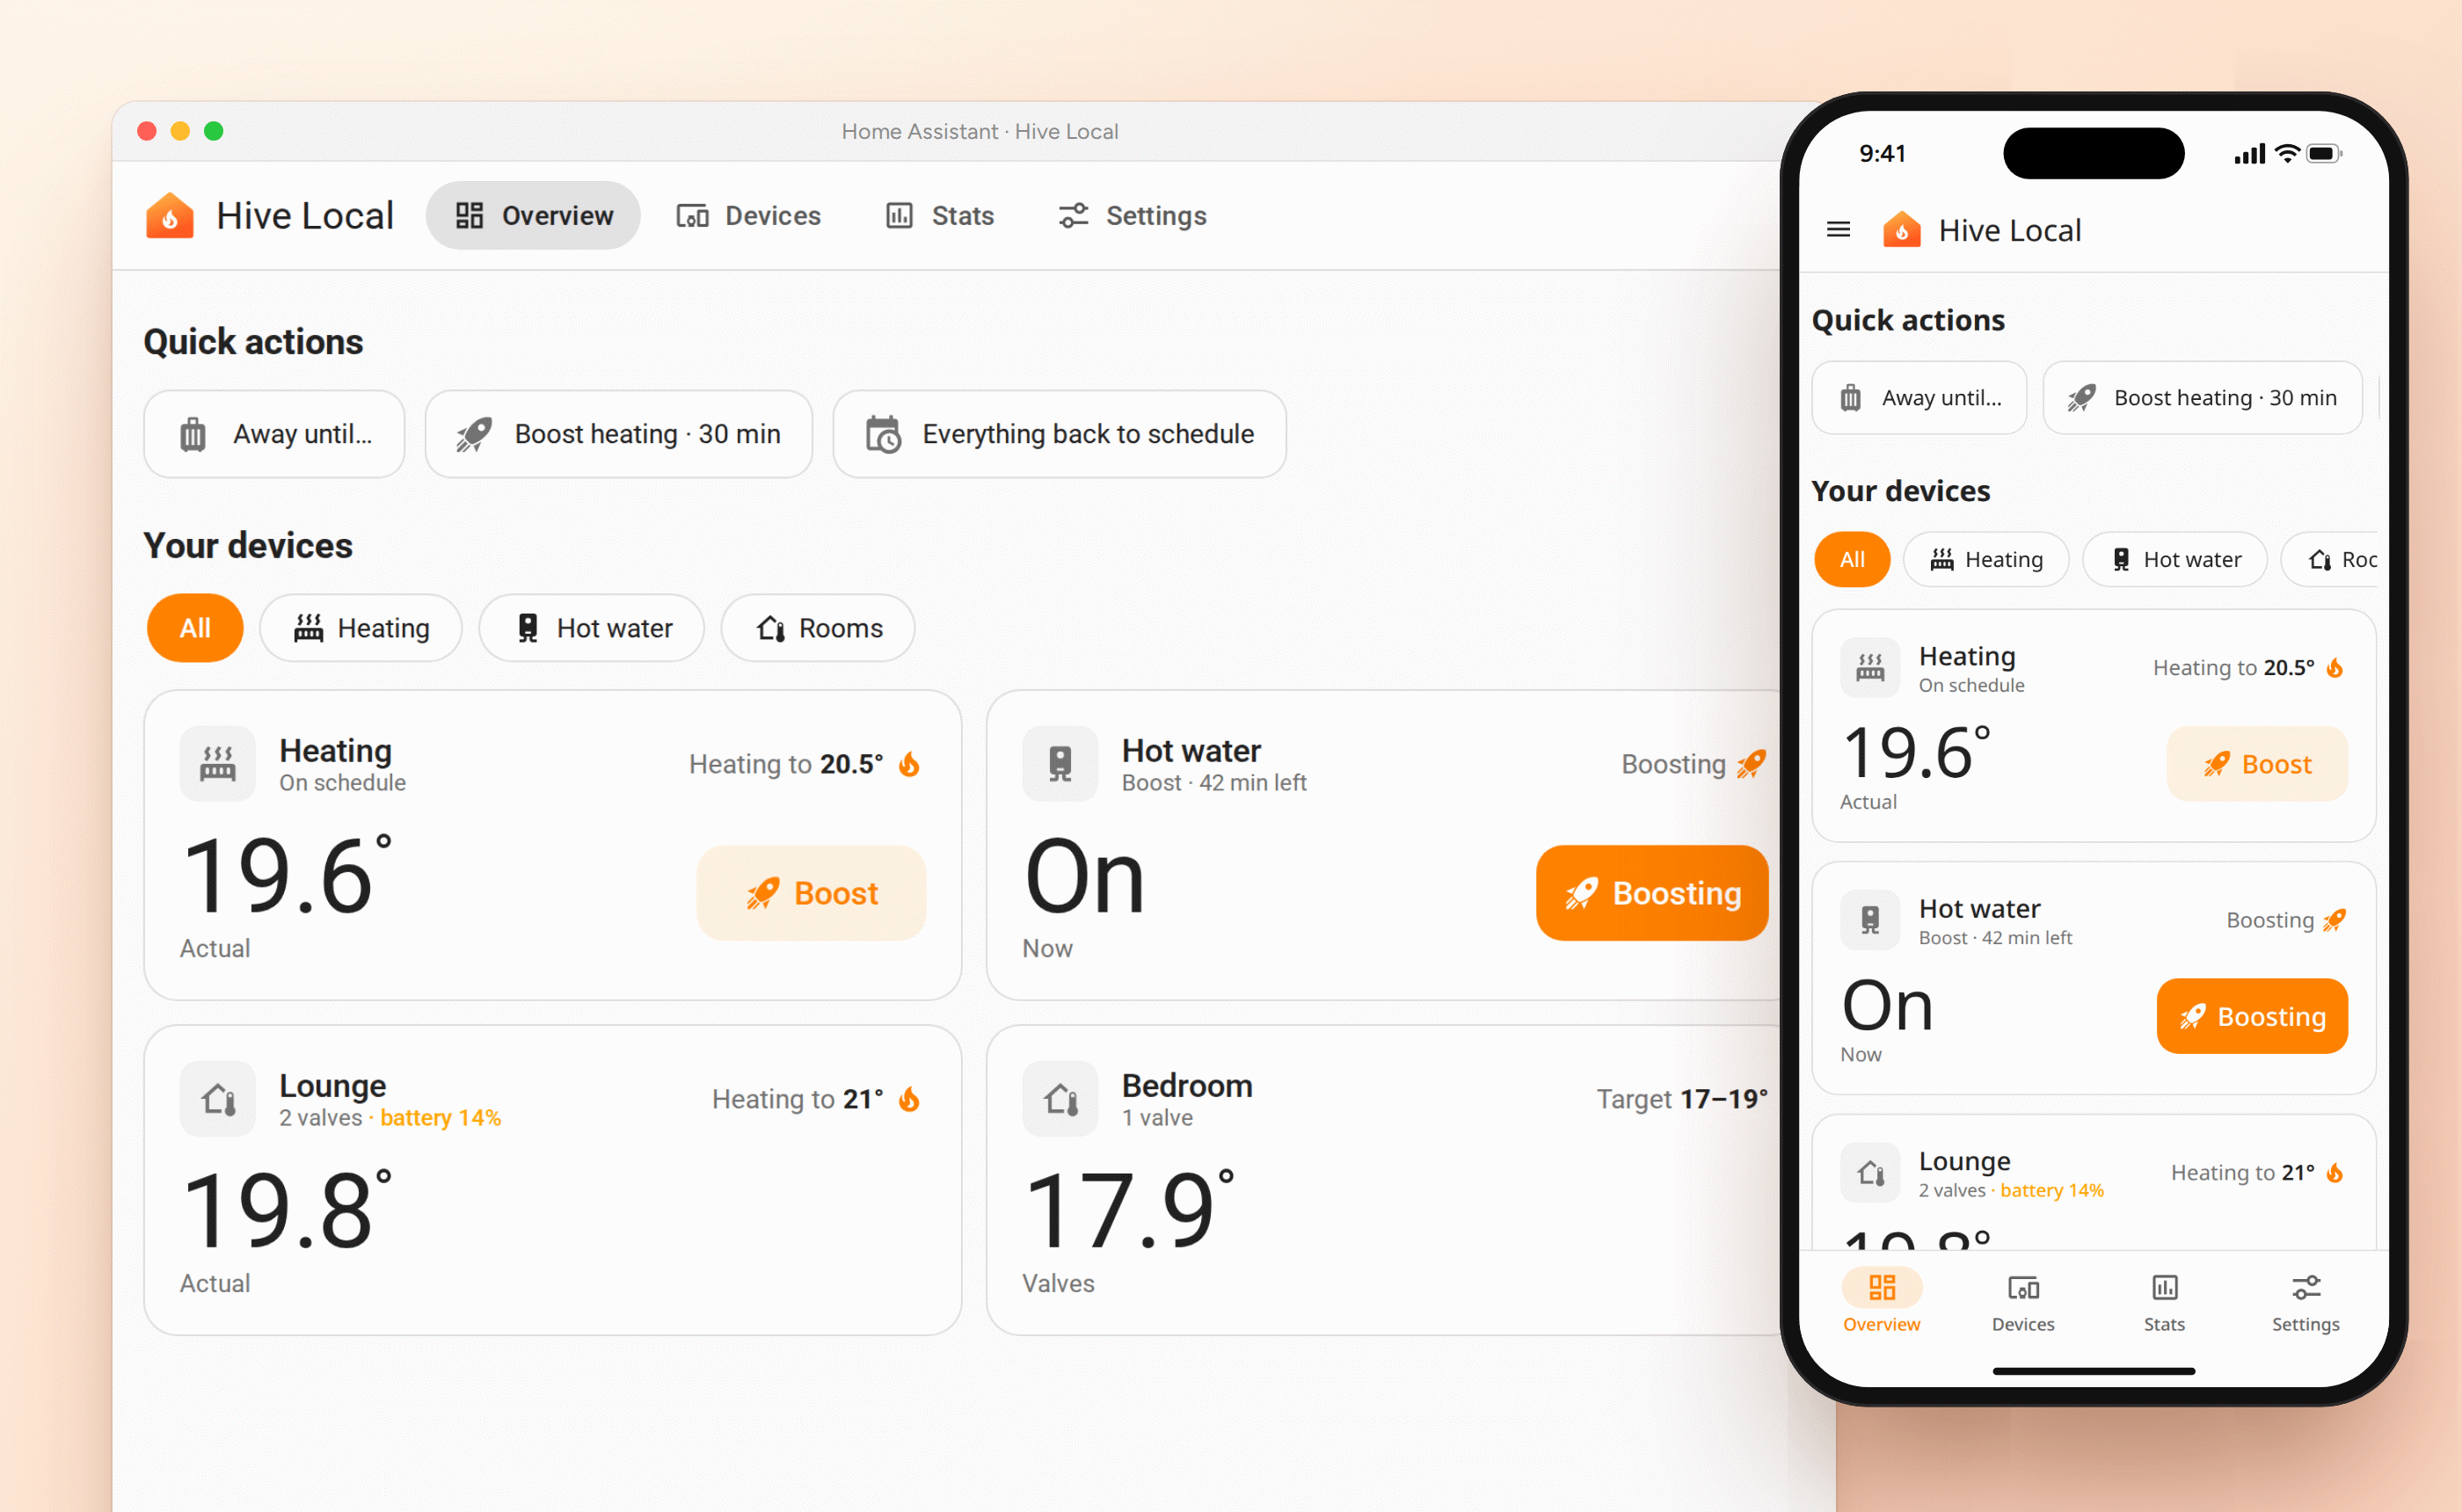 Home Assistant · Hive Local
Hive Local
Overview
Devices
Stats
Settings
Quick actions
Away until...
Boost heating · 30 min
Everything back to schedule
Your devices
All
Heating
Hot water
Rooms
Heating
On schedule
Heating to 20.5°
19.6°
Boost
Actual
Hot water
Boost · 42 min left
Boosting
On
Boosting
Now
Lounge
2 valves · battery 14%
Heating to 21°
19.8°
Actual
Bedroom
1 valve
Target 17–19°
17.9°
Valves
9:41
Hive Local
Quick actions
Away until...
Boost heating · 30 min
Your devices
All
Heating
Hot water
Roo
Heating
On schedule
Heating to 20.5°
19.6°
Boost
Actual
Hot water
Boost · 42 min left
Boosting
On
Boosting
Now
Lounge
2 valves · battery 14%
Heating to 21°
19.8°
Overview
Devices
Stats
Settings